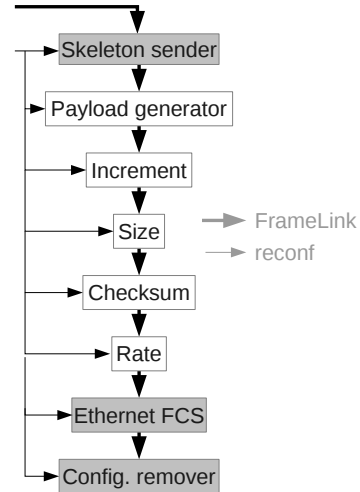 Skeleton sender
Payload generator
Increment
Size
FrameLink
reconf
Checksum
Rate
Ethernet FCS
Config. remover